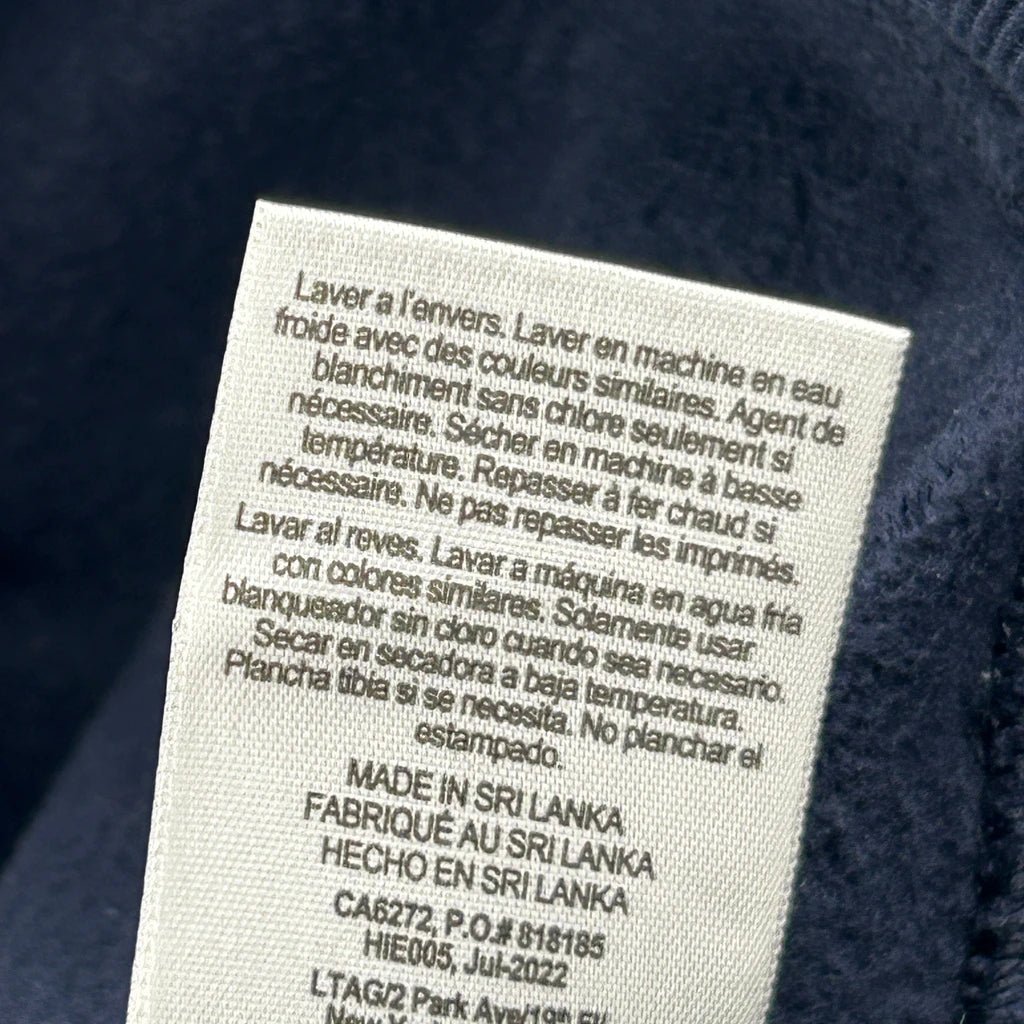 Laver a l'envers. Laver en machine en eau
froide avec des couleurs similaires. Agent de
blanchiment sans chlore seulement si
nécessaire. Sécher en machine à basse
température. Repasser à fer chaud si
nécessaire. Ne pas repasser les imprimés.
Lavar al reves. Lavar a máquina en agua fría
con colores similares. Solamente usar
blanqueador sin cloro cuando sea necesario.
Secar en secadora a baja temperatura.
Plancha tibia si se necesita. No planchar el
estampado.
MADE IN SRI LANKA
FABRIQUÉ AU SRI LANKA
HECHO EN SRI LANKA
CA6272, P.O.# 818185
HIE005, Jul-2022
LTAG/2 Park Ave/19th
New